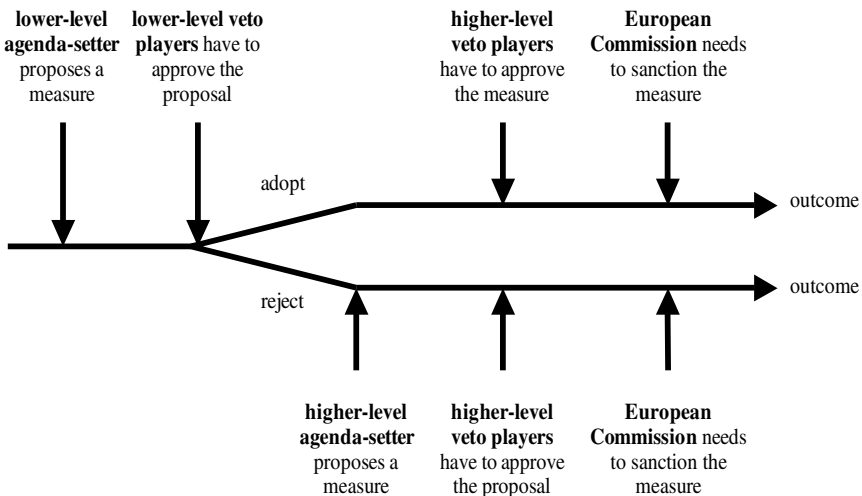 lower-level
agenda-setter
proposes a
measure
lower-level veto
players have to
approve the
proposal
higher-level
veto players
have to approve
the measure
European
Commission needs
to sanction the
measure
adopt
outcome
reject
outcome
higher-level
agenda-setter
proposes a
measure
higher-level
veto players
have to approve
the proposal
European
Commission needs
to sanction the
measure